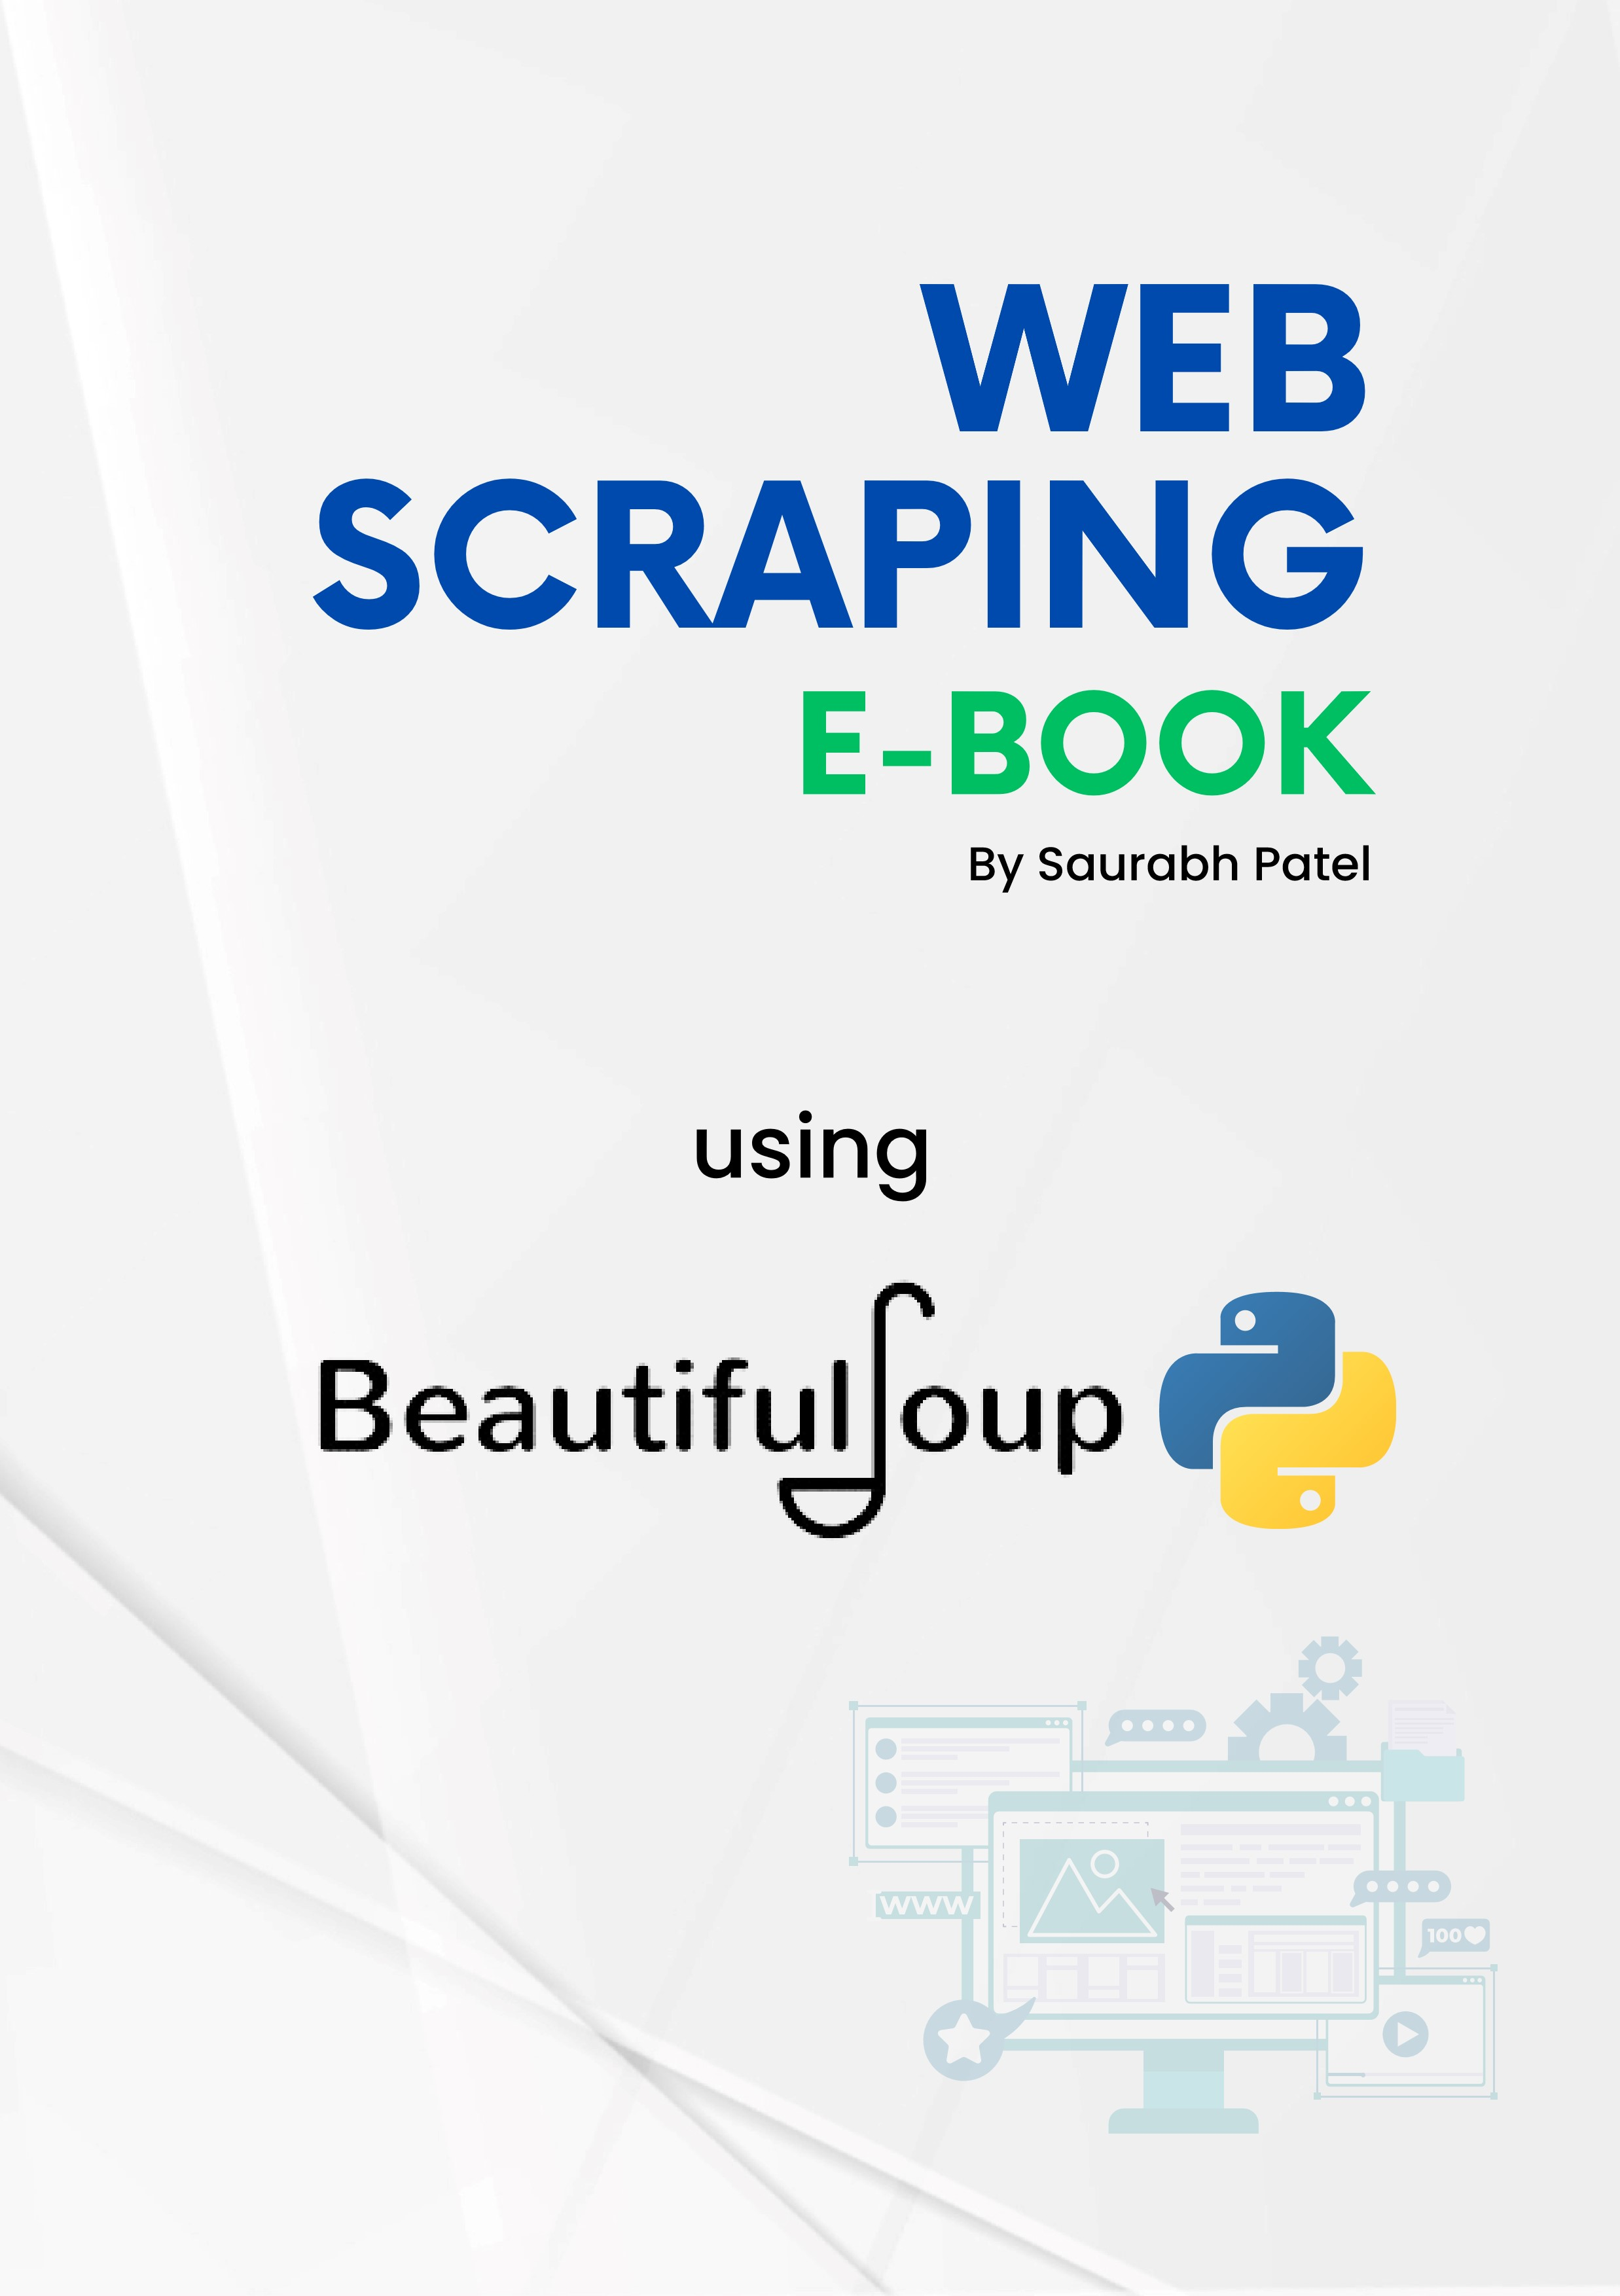 WEB
SCRAPING
E-BOOK
By Saurabh Patel
using
BeautifulSoup
www
100